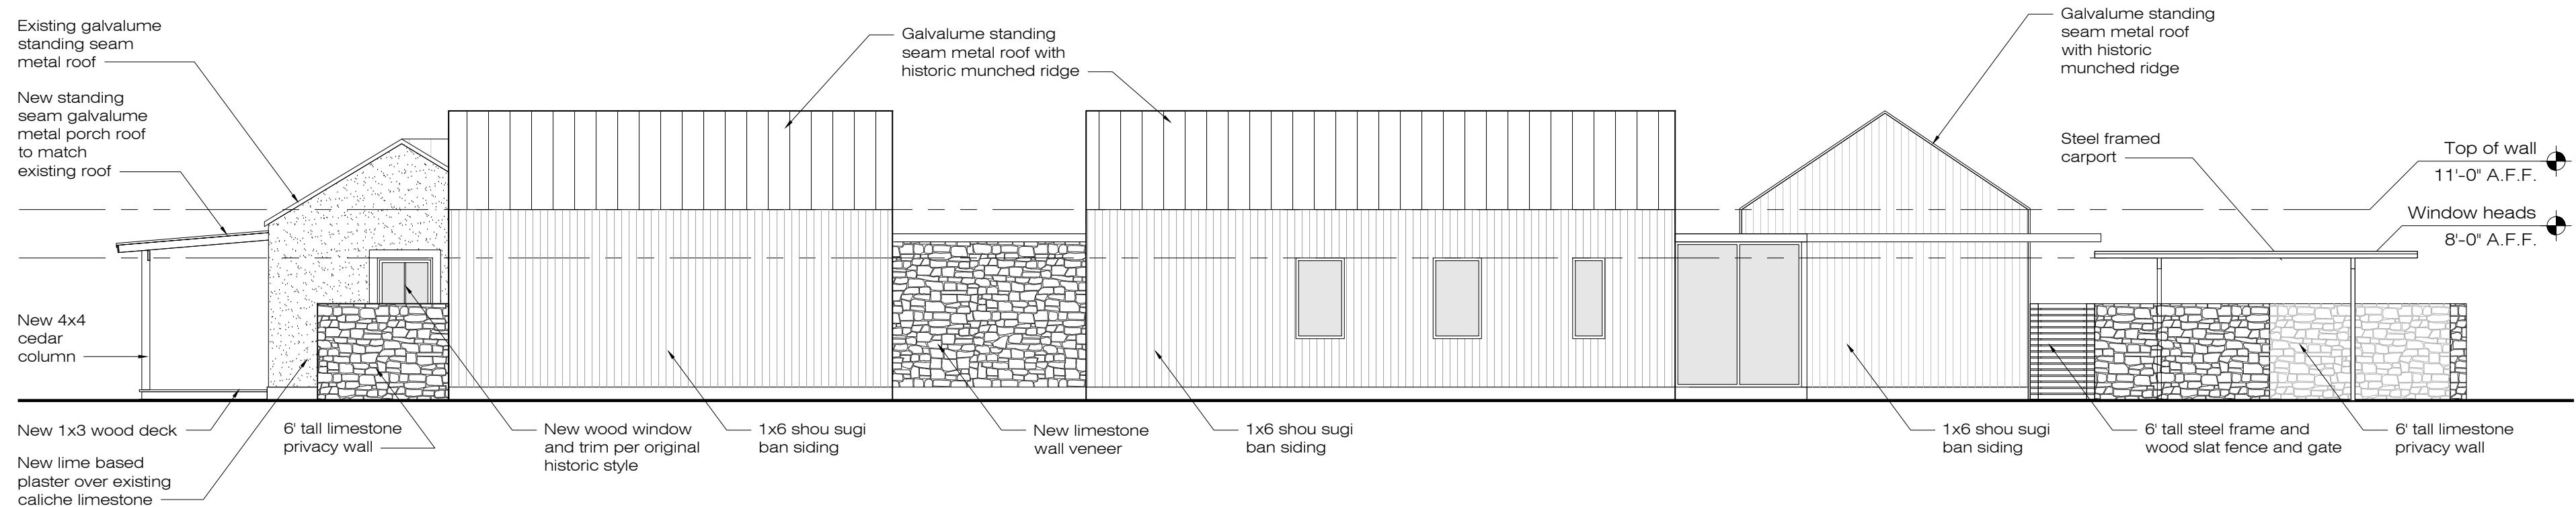 Existing galvalume
standing seam
metal roof
New standing
seam galvalume
metal porch roof
to match
existing roof
New 4x4
cedar
column
New 1x3 wood deck
New lime based
plaster over existing
caliche limestone
6' tall limestone
privacy wall
New wood window
and trim per original
historic style
1x6 shou sugi
ban siding
Galvalume standing
seam metal roof with
historic munched ridge
New limestone
wall veneer
1x6 shou sugi
ban siding
Galvalume standing
seam metal roof
with historic
munched ridge
Steel framed
carport
Top of wall
11'-0" A.F.F.
Window heads
8'-0" A.F.F.
1x6 shou sugi
ban siding
6' tall steel frame and
wood slat fence and gate
6' tall limestone
privacy wall